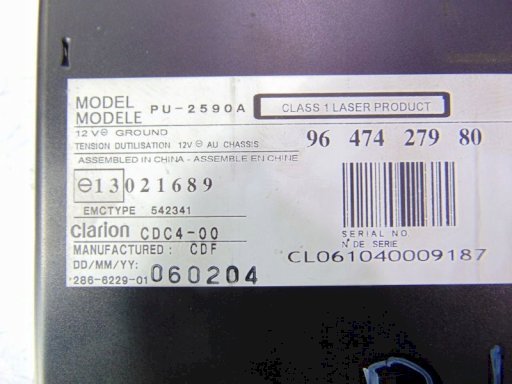 MODEL
MODELE PU-2590A
CLASS 1 LASER PRODUCT
12V⊖ GROUND
TENSION DUTILISATION 12V ⊖ AU CHASSIS
96 474 279 80
ASSEMBLED IN CHINA - ASSEMBLE EN CHINE
e13 021689
EMCTYPE 542341
SERIAL NO
N° DE SERIE
clarion CDC4-00
MANUFACTURED: CDF
CL061040009187
DD/MM/YY: 060204
286-6229-01